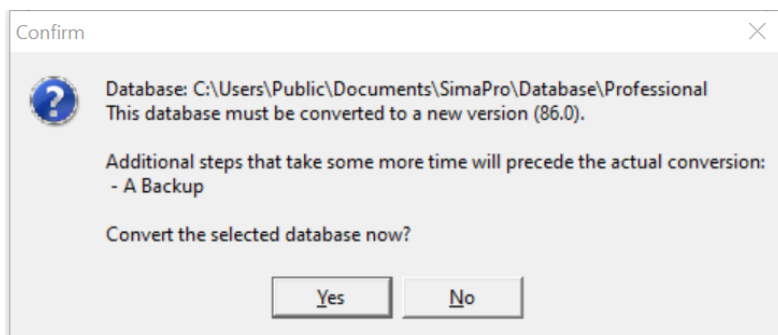 Confirm
Database: C:\Users\Public\Documents\SimaPro\Database\Professional
This database must be converted to a new version (86.0).
Additional steps that take some more time will precede the actual conversion:
- A Backup
Convert the selected database now?
Yes
No